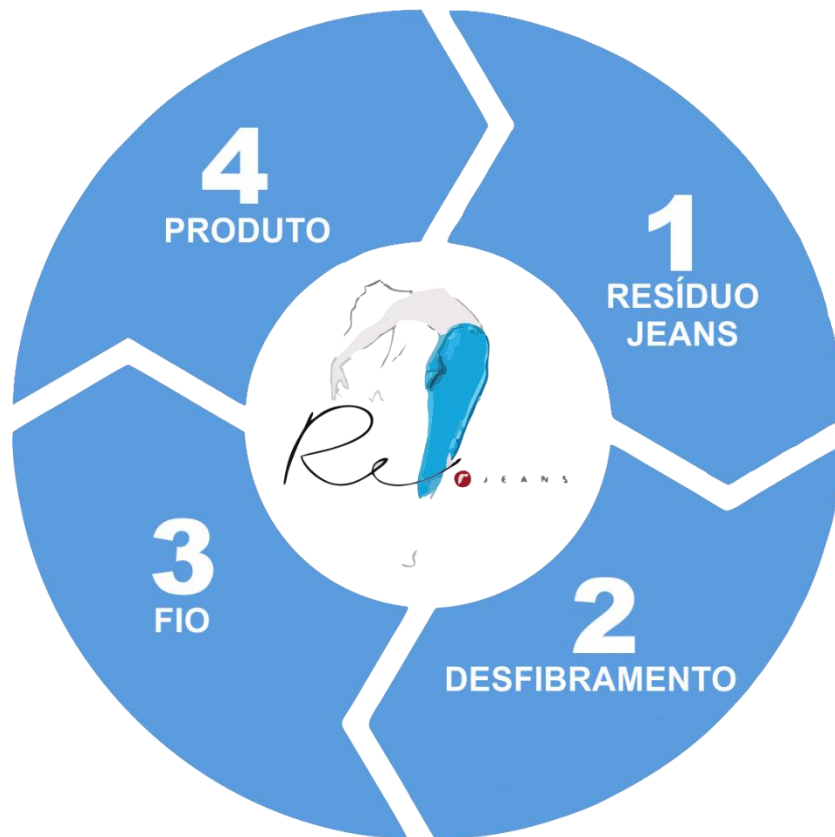 1
RESÍDUO
JEANS
2
DESFIBRAMENTO
3
FIO
4
PRODUTO
Re
r JEANS